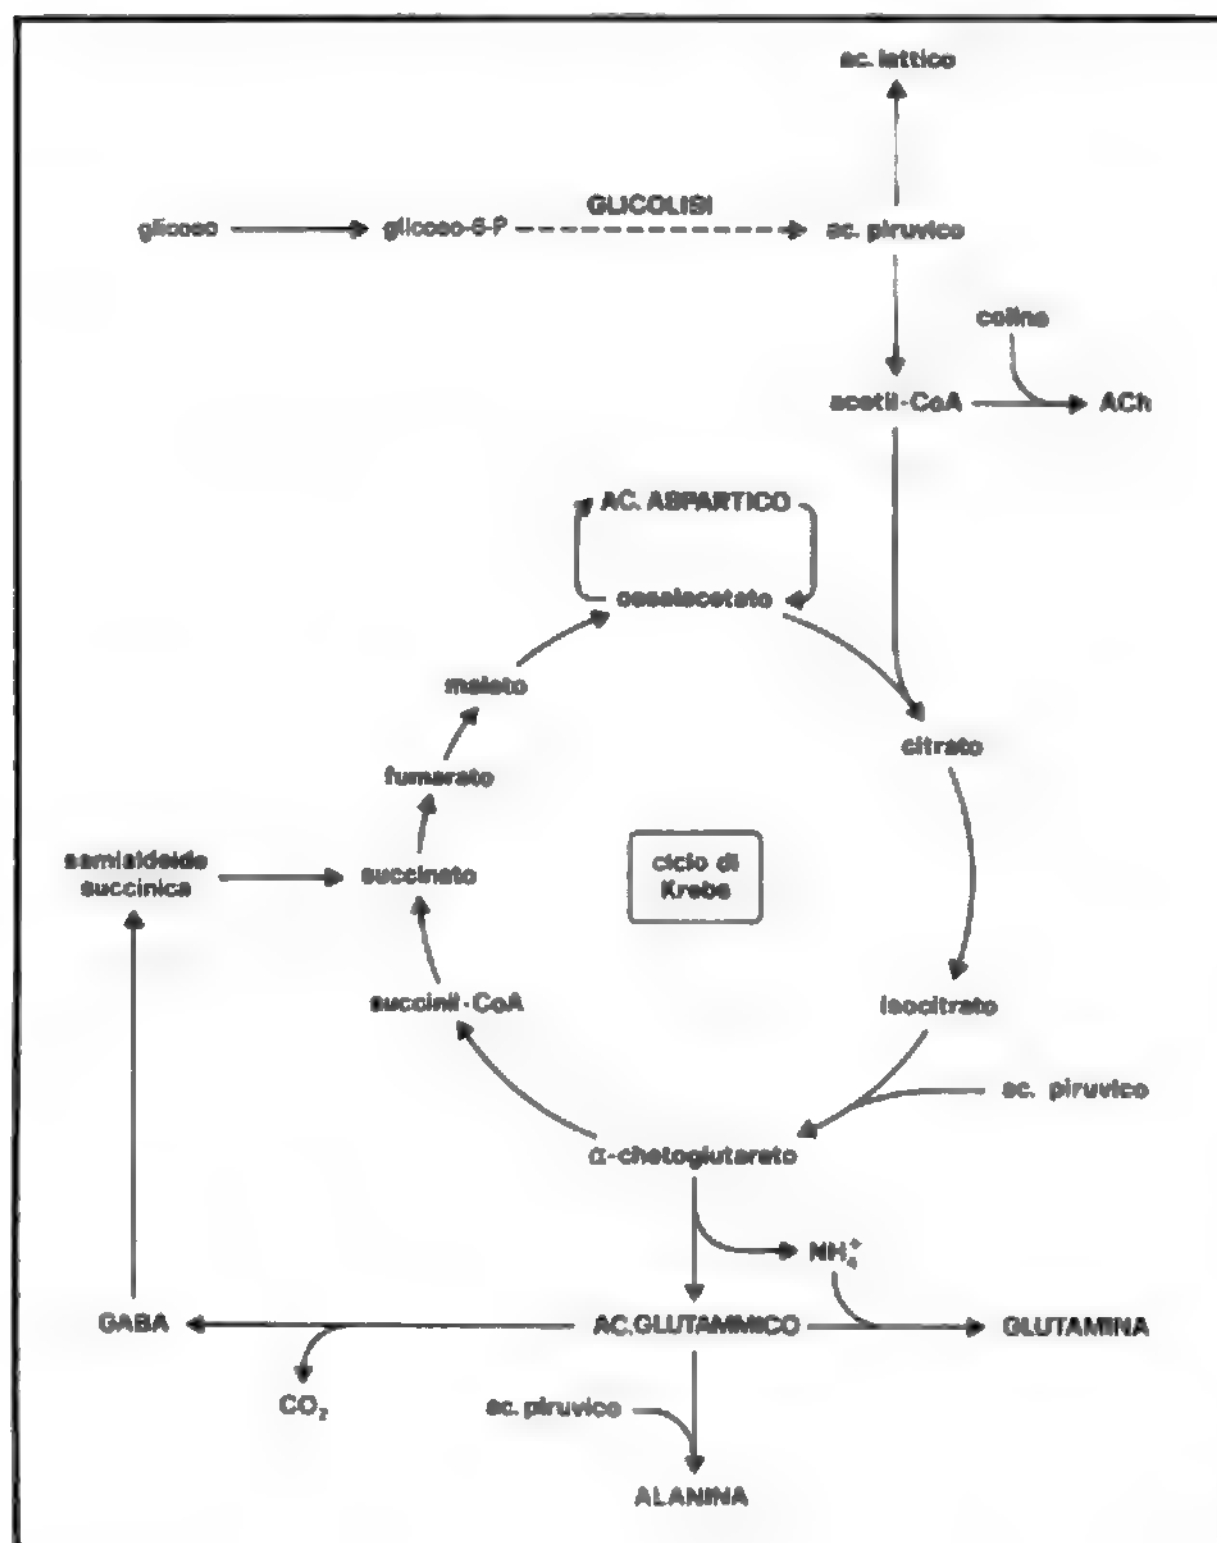 ac. lattico
GLICOLISI
glicoso
glicoso-6-P
ac. piruvico
colina
acetil-CoA
ACh
AC. ASPARTICO
ossalacetato
malato
citrato
fumarato
ciclo di
Krebs
semialdeide
succinica
succinato
succinil-CoA
isocitrato
ac. piruvico
α-chetoglutarato
NH₄⁺
GABA
AC.GLUTAMMICO
GLUTAMINA
CO₂
ac. piruvico
ALANINA